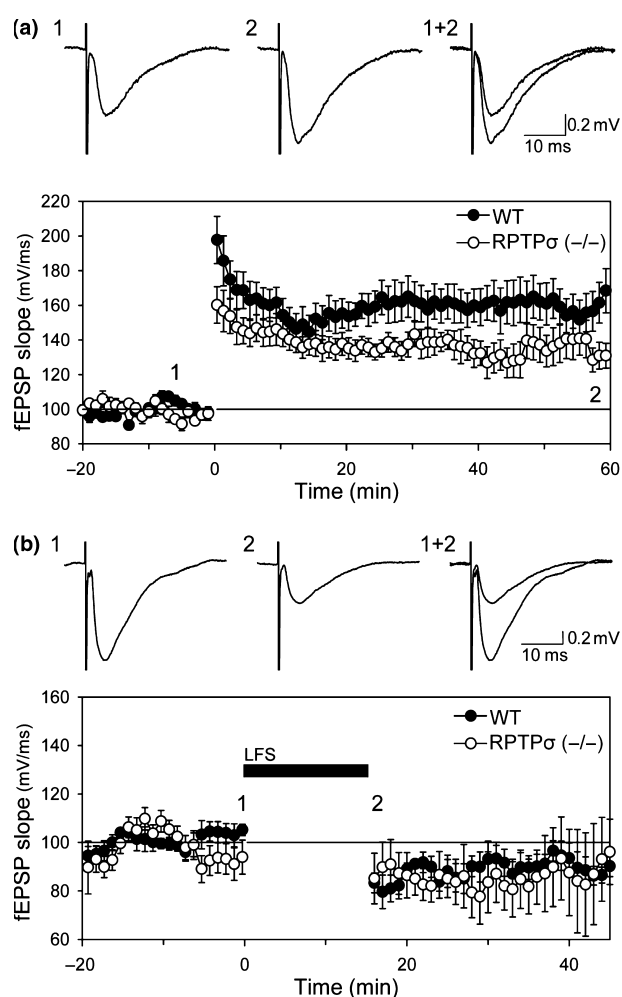 (a) 1 2 1+2
0.2 mV
10 ms
220
200
180
160
140
120
100
80
fEPSP slope (mV/ms)
WT
RPTPσ (−/−)
1
2
−20 0 20 40 60
Time (min)
(b) 1 2 1+2
0.2 mV
10 ms
160
140
120
100
80
60
fEPSP slope (mV/ms)
WT
RPTPσ (−/−)
LFS
1 2
−20 0 20 40
Time (min)